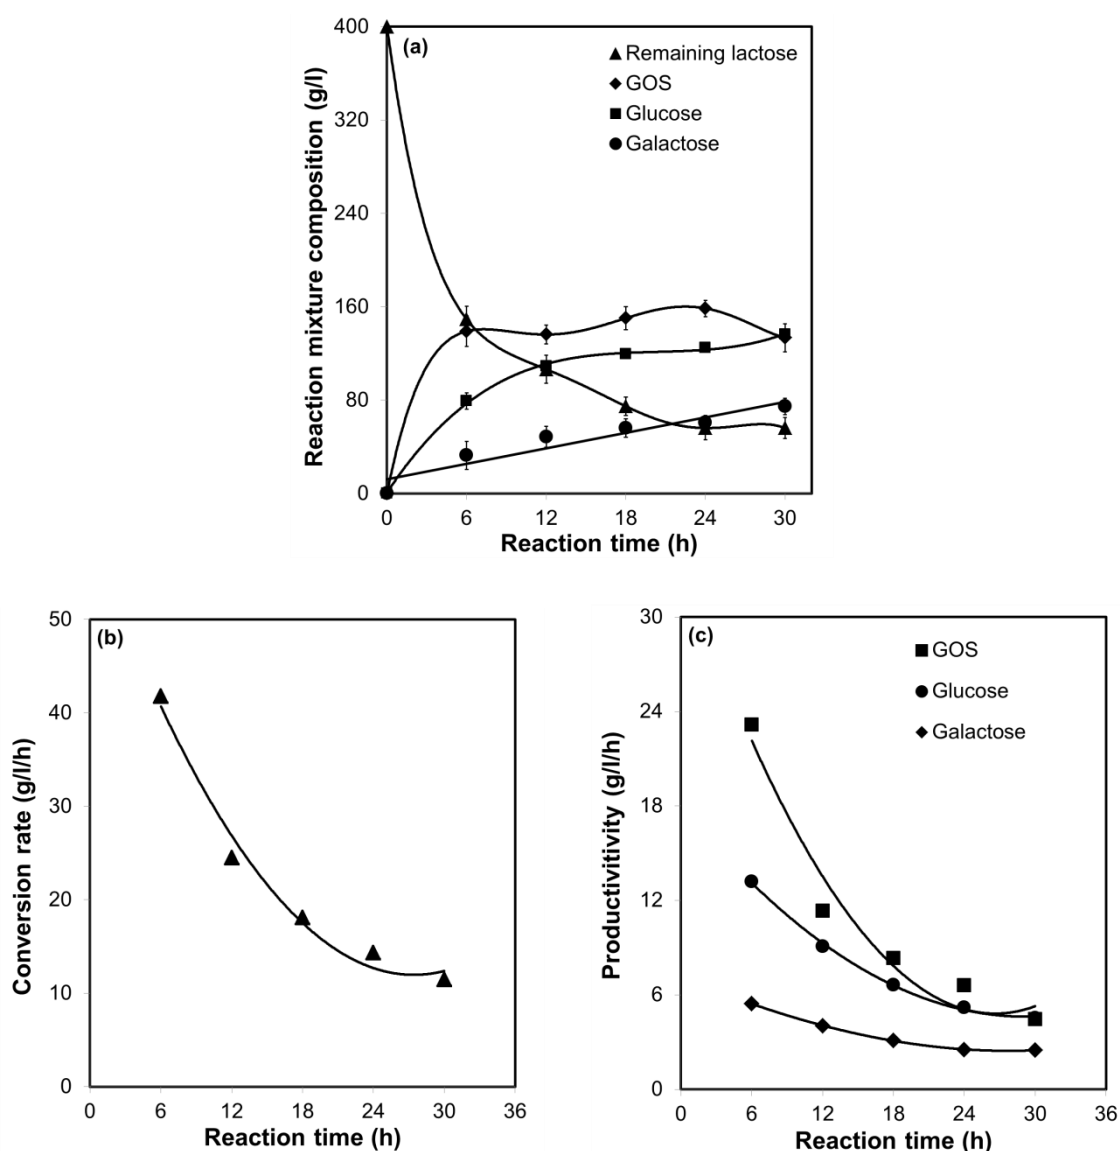 (a)
Remaining lactose
GOS
Glucose
Galactose
Reaction mixture composition (g/l)
400
320
240
160
80
0
0 6 12 18 24 30
Reaction time (h)
(b)
Conversion rate (g/l/h)
50
40
30
20
10
0
0 6 12 18 24 30 36
Reaction time (h)
(c)
GOS
Glucose
Galactose
Productivitivity (g/l/h)
30
24
18
12
6
0
0 6 12 18 24 30 36
Reaction time (h)